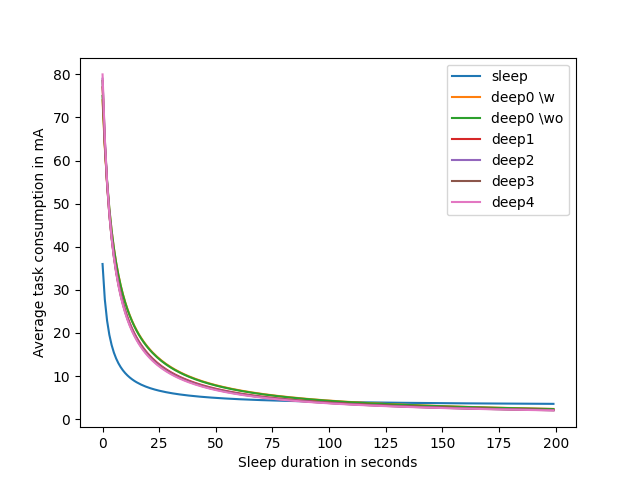 80
70
60
50
40
30
20
10
0
Average task consumption in mA
sleep
deep0 \w
deep0 \wo
deep1
deep2
deep3
deep4
0 25 50 75 100 125 150 175 200
Sleep duration in seconds